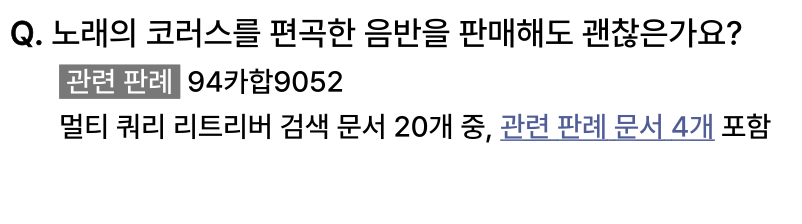 Q. 노래의 코러스를 편곡한 음반을 판매해도 괜찮은가요?
관련 판례 94카합9052
멀티 쿼리 리트리버 검색 문서 20개 중, 관련 판례 문서 4개 포함